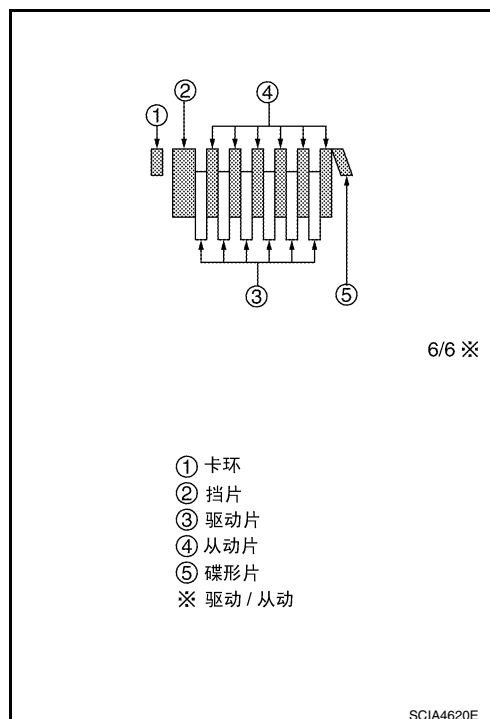 ① ② ④
③ ⑤
6/6 ※
① 卡环
② 挡片
③ 驱动片
④ 从动片
⑤ 碟形片
※ 驱动 / 从动
SCIA4620E